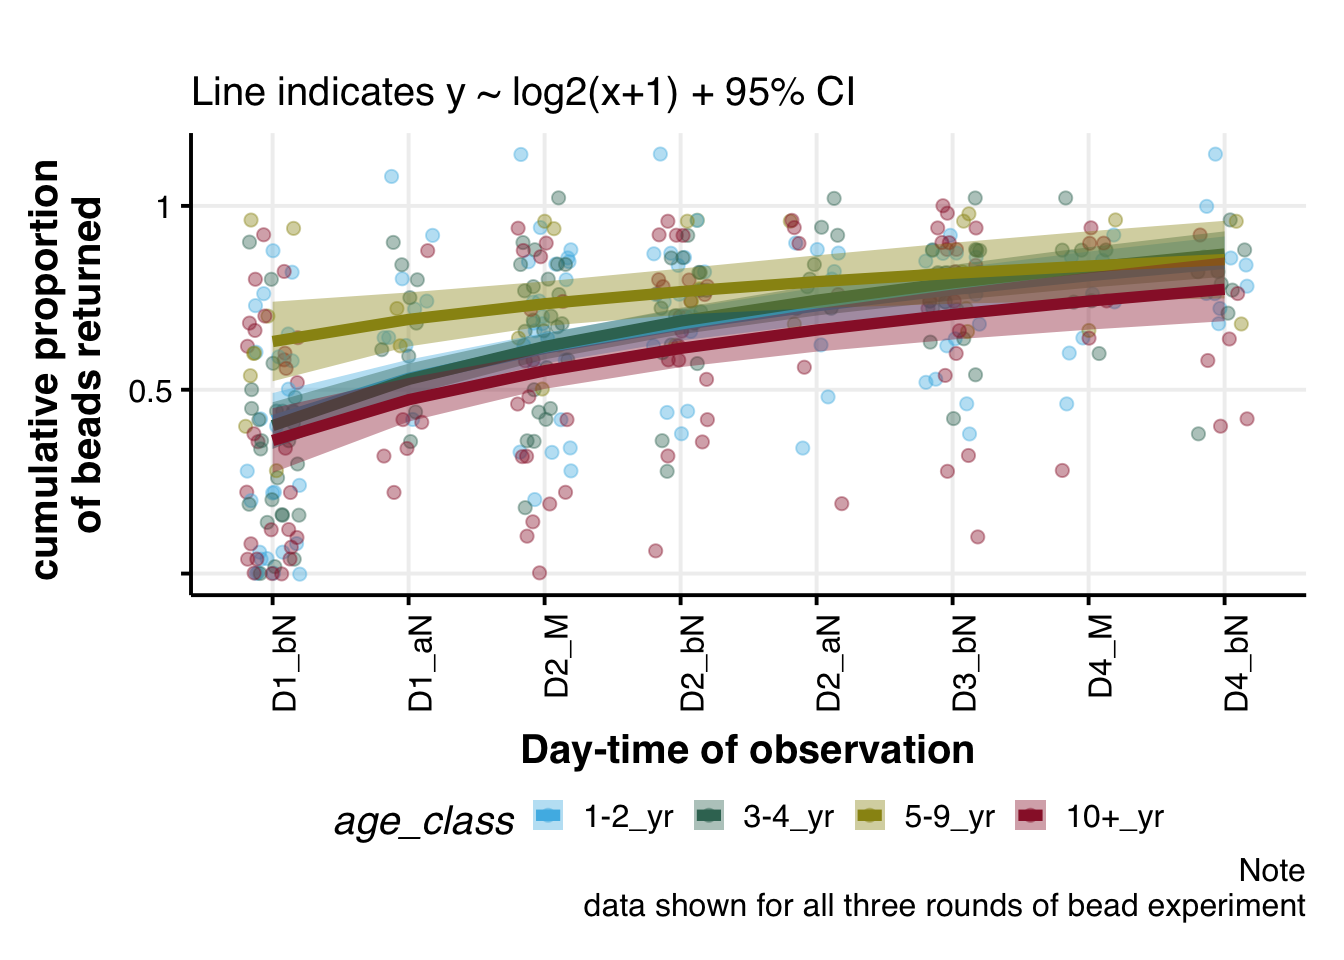 Line indicates y ~ log2(x+1) + 95% CI
cumulative proportion
of beads returned
1
0.5
D1_bN
D1_aN
D2_M
D2_bN
D2_aN
D3_bN
D4_M
D4_bN
Day-time of observation
age_class
1-2_yr
3-4_yr
5-9_yr
10+_yr
Note
data shown for all three rounds of bead experiment